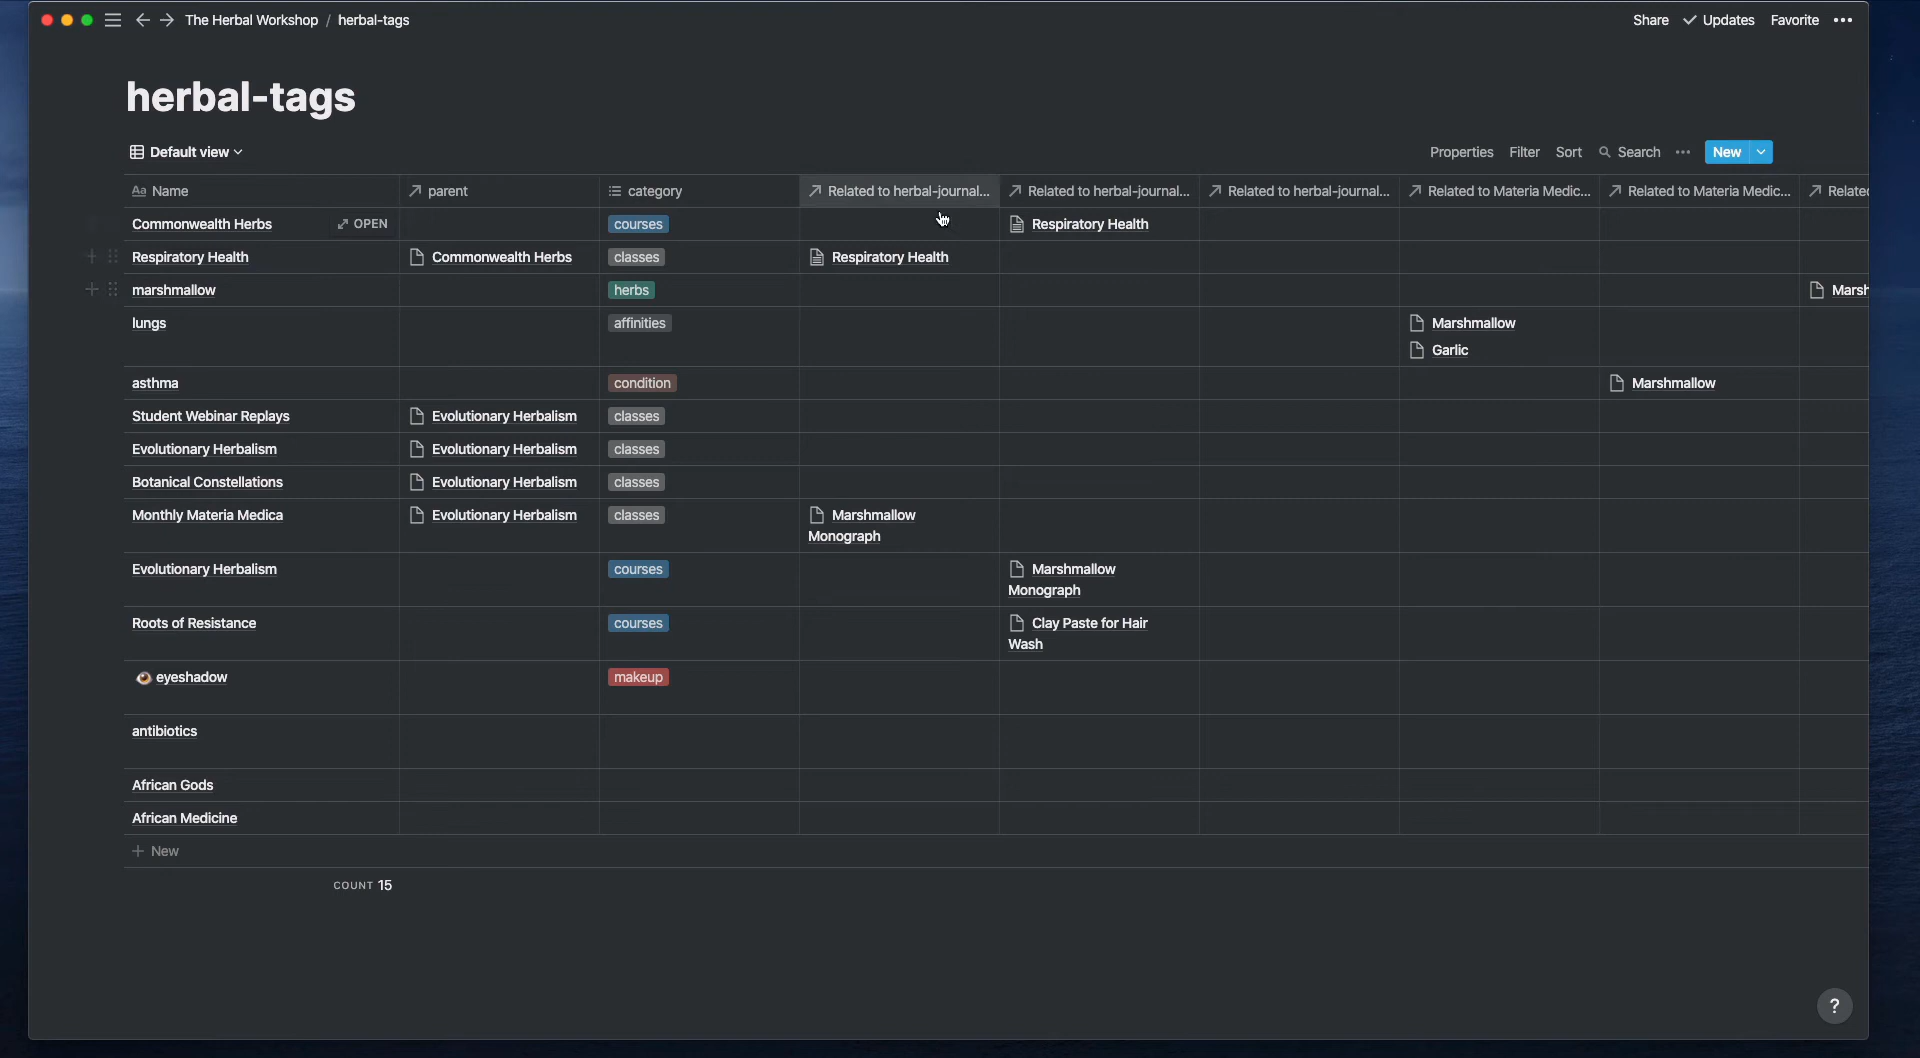 The Herbal Workshop / herbal-tags
Share Updates Favorite
herbal-tags
Default view
Properties Filter Sort Search New
Aa Name parent category Related to herbal-journal... Related to herbal-journal... Related to herbal-journal... Related to Materia Medic... Related to Materia Medic... Related
Commonwealth Herbs OPEN courses Respiratory Health
Respiratory Health Commonwealth Herbs classes Respiratory Health
marshmallow herbs Marsh
lungs affinities Marshmallow
Garlic
asthma condition Marshmallow
Student Webinar Replays Evolutionary Herbalism classes
Evolutionary Herbalism Evolutionary Herbalism classes
Botanical Constellations Evolutionary Herbalism classes
Monthly Materia Medica Evolutionary Herbalism classes Marshmallow
Monograph
Evolutionary Herbalism courses Marshmallow
Monograph
Roots of Resistance courses Clay Paste for Hair
Wash
eyeshadow makeup
antibiotics
African Gods
African Medicine
+ New
COUNT 15
?